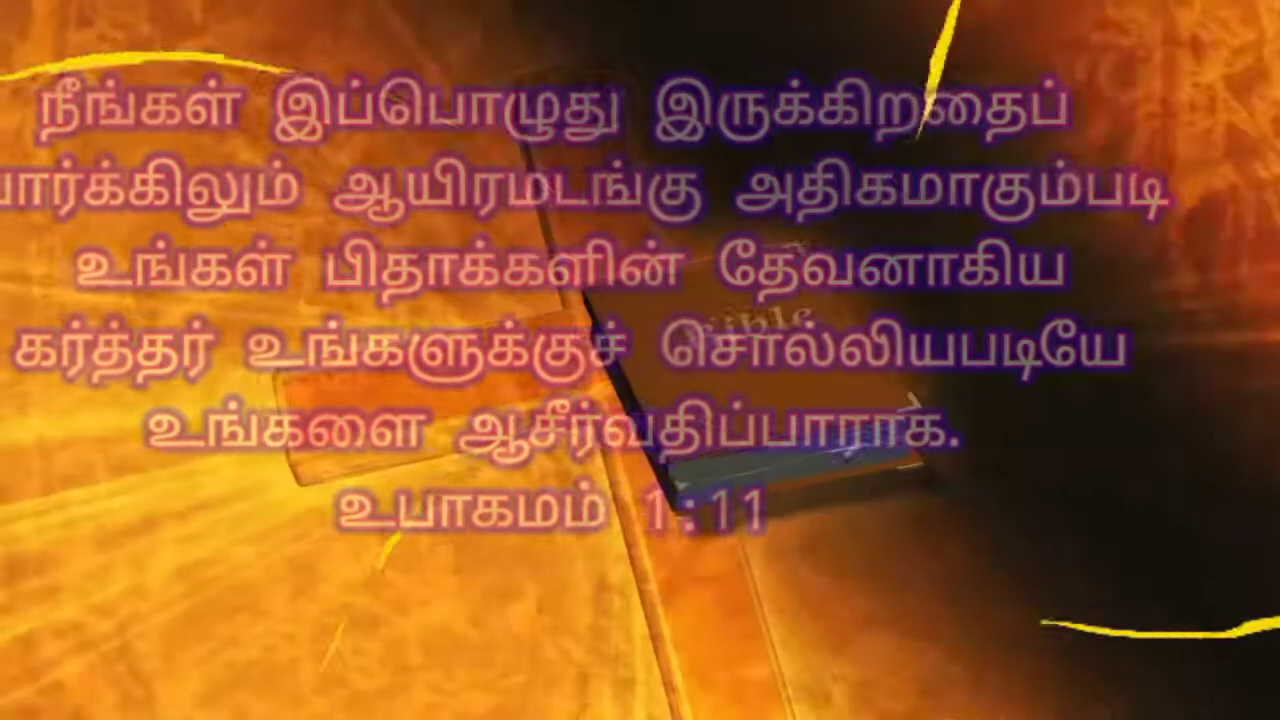 நீங்கள் இப்பொழுது இருக்கிறதைப்
பார்க்கிலும் ஆயிரமடங்கு அதிகமாகும்படி
உங்கள் பிதாக்களின் தேவனாகிய
கர்த்தர் உங்களுக்குச் சொல்லியபடியே
உங்களை ஆசீர்வதிப்பாராக.
உபாகமம் 1:11
Bible